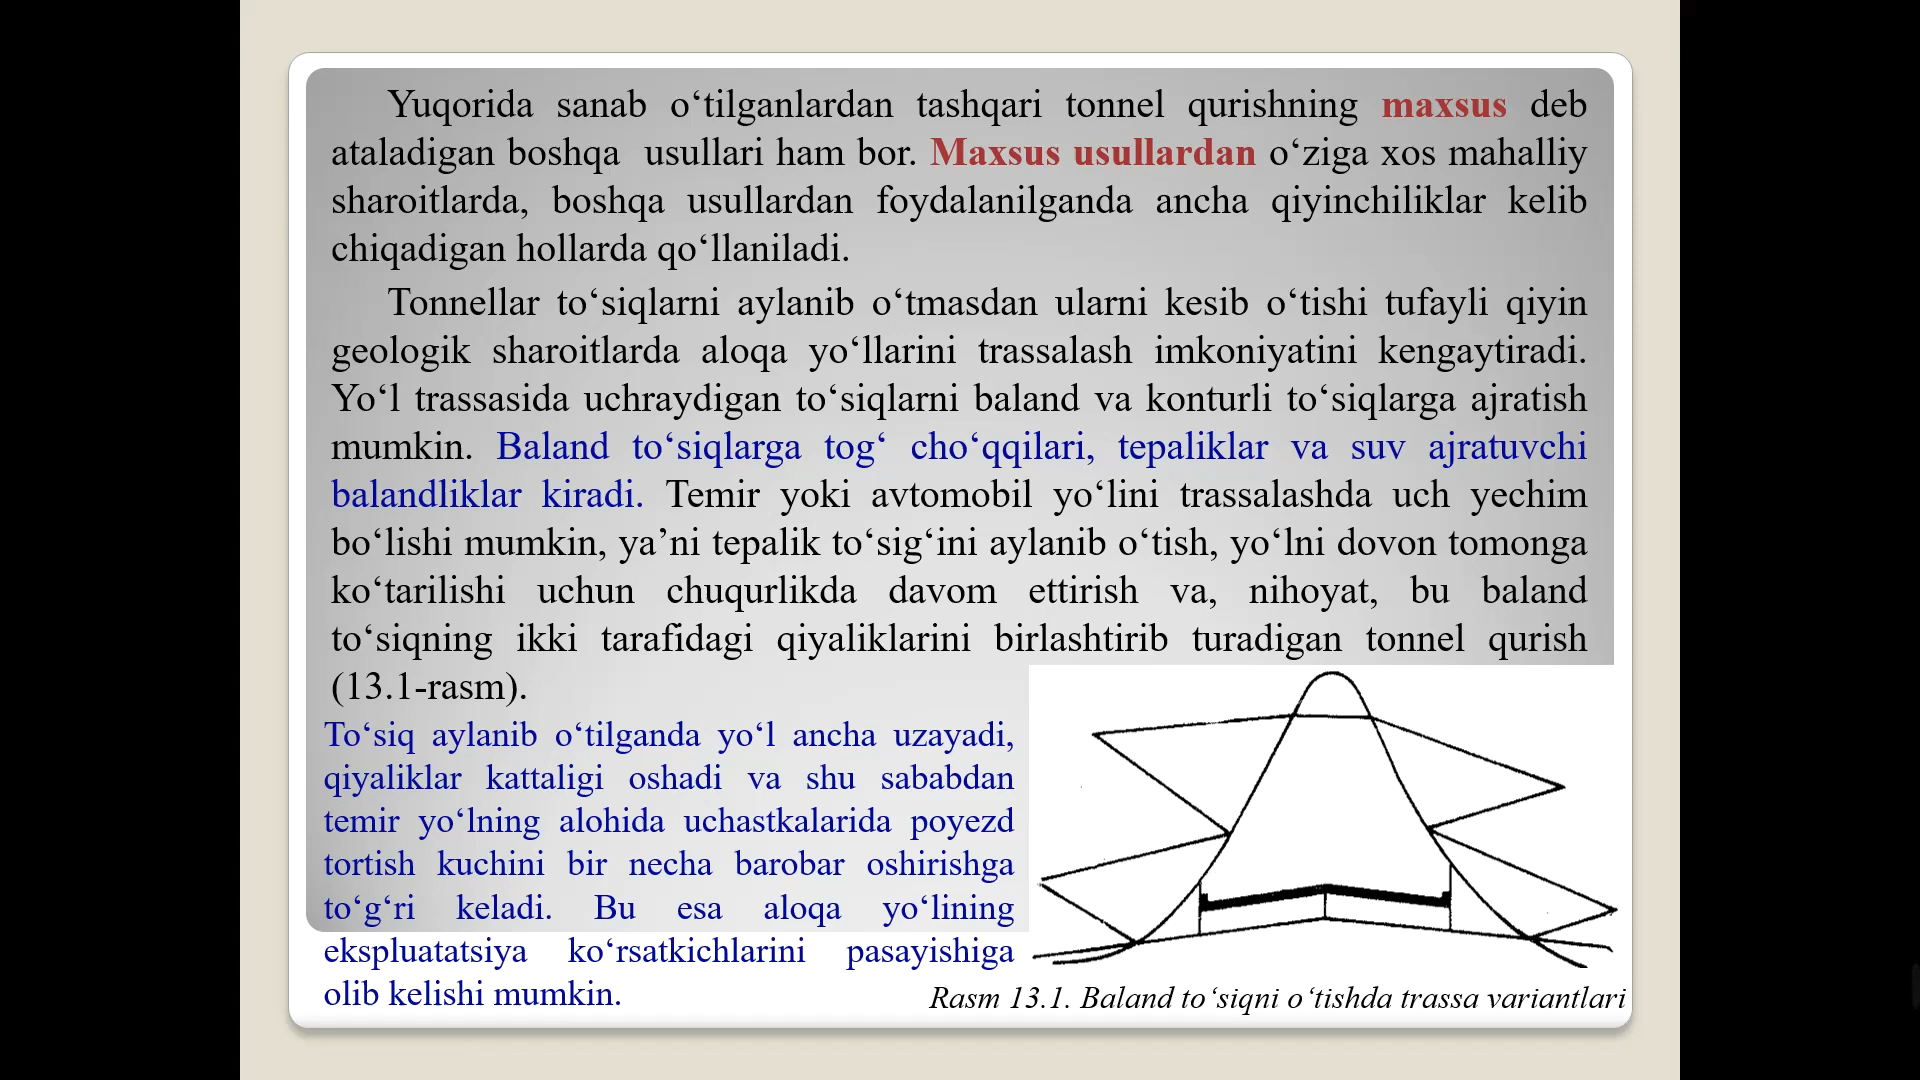 Yuqorida sanab o‘tilganlardan tashqari tonnel qurishning maxsus deb
ataladigan boshqa usullari ham bor. Maxsus usullardan o‘ziga xos mahalliy
sharoitlarda, boshqa usullardan foydalanilganda ancha qiyinchiliklar kelib
chiqadigan hollarda qo‘llaniladi.
Tonnellar to‘siqlarni aylanib o‘tmasdan ularni kesib o‘tishi tufayli qiyin
geologik sharoitlarda aloqa yo‘llarini trassalash imkoniyatini kengaytiradi.
Yo‘l trassasida uchraydigan to‘siqlarni baland va konturli to‘siqlarga ajratish
mumkin. Baland to‘siqlarga tog‘ cho‘qqilari, tepaliklar va suv ajratuvchi
balandliklar kiradi. Temir yoki avtomobil yo‘lini trassalashda uch yechim
bo‘lishi mumkin, ya’ni tepalik to‘sig‘ini aylanib o‘tish, yo‘lni dovon tomonga
ko‘tarilishi uchun chuqurlikda davom ettirish va, nihoyat, bu baland
to‘siqning ikki tarafidagi qiyaliklarini birlashtirib turadigan tonnel qurish
(13.1-rasm).
To‘siq aylanib o‘tilganda yo‘l ancha uzayadi,
qiyaliklar kattaligi oshadi va shu sababdan
temir yo‘lning alohida uchastkalarida poyezd
tortish kuchini bir necha barobar oshirishga
to‘g‘ri keladi. Bu esa aloqa yo‘lining
ekspluatatsiya ko‘rsatkichlarini pasayishiga
olib kelishi mumkin.
Rasm 13.1. Baland to‘siqni o‘tishda trassa variantlari